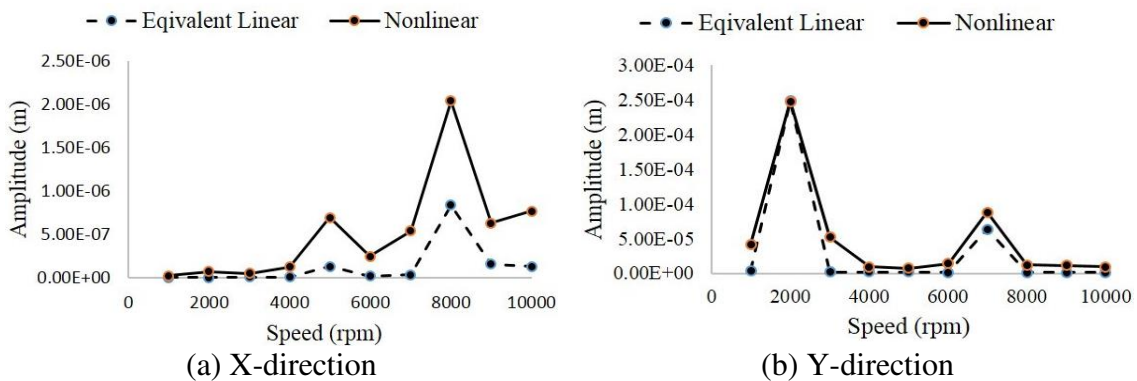 Eqivalent Linear
Nonlinear
2.50E-06
2.00E-06
1.50E-06
1.00E-06
5.00E-07
0.00E+00
Amplitude (m)
0 2000 4000 6000 8000 10000
Speed (rpm)
(a) X-direction
Eqivalent Linear
Nonlinear
3.00E-04
2.50E-04
2.00E-04
1.50E-04
1.00E-04
5.00E-05
0.00E+00
Amplitude (m)
0 2000 4000 6000 8000 10000
Speed (rpm)
(b) Y-direction